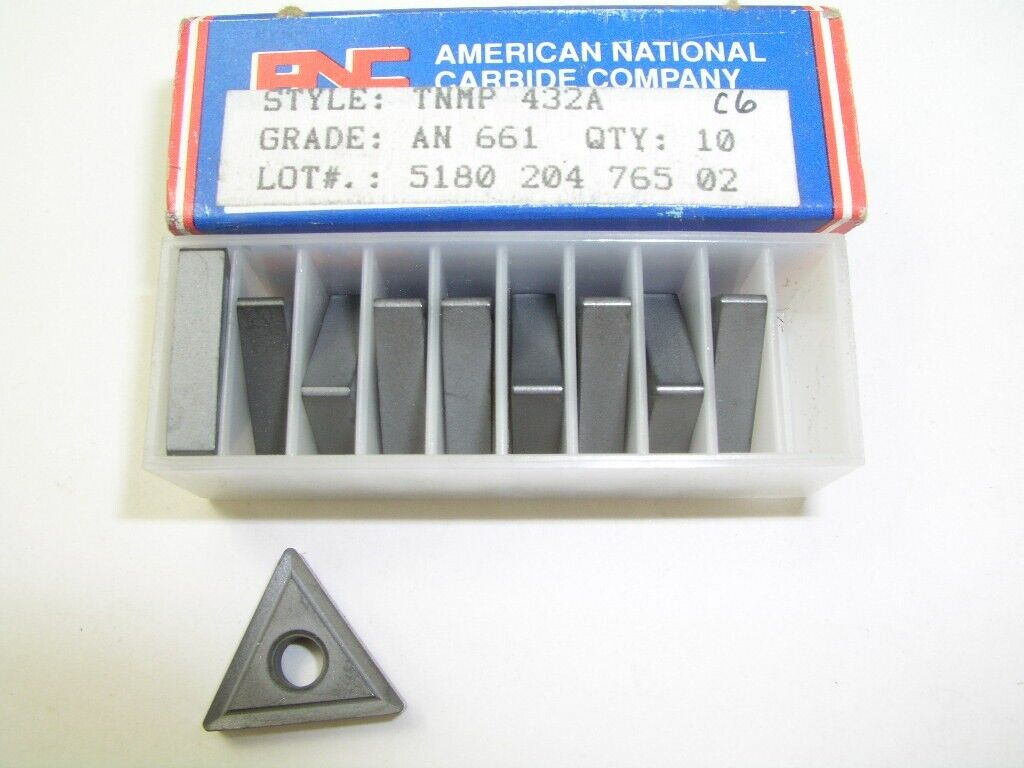 ANC AMERICAN NATIONAL
CARBIDE COMPANY
STYLE: TNMP 432A C6
GRADE: AN 661 QTY: 10
LOT#.: 5180 204 765 02